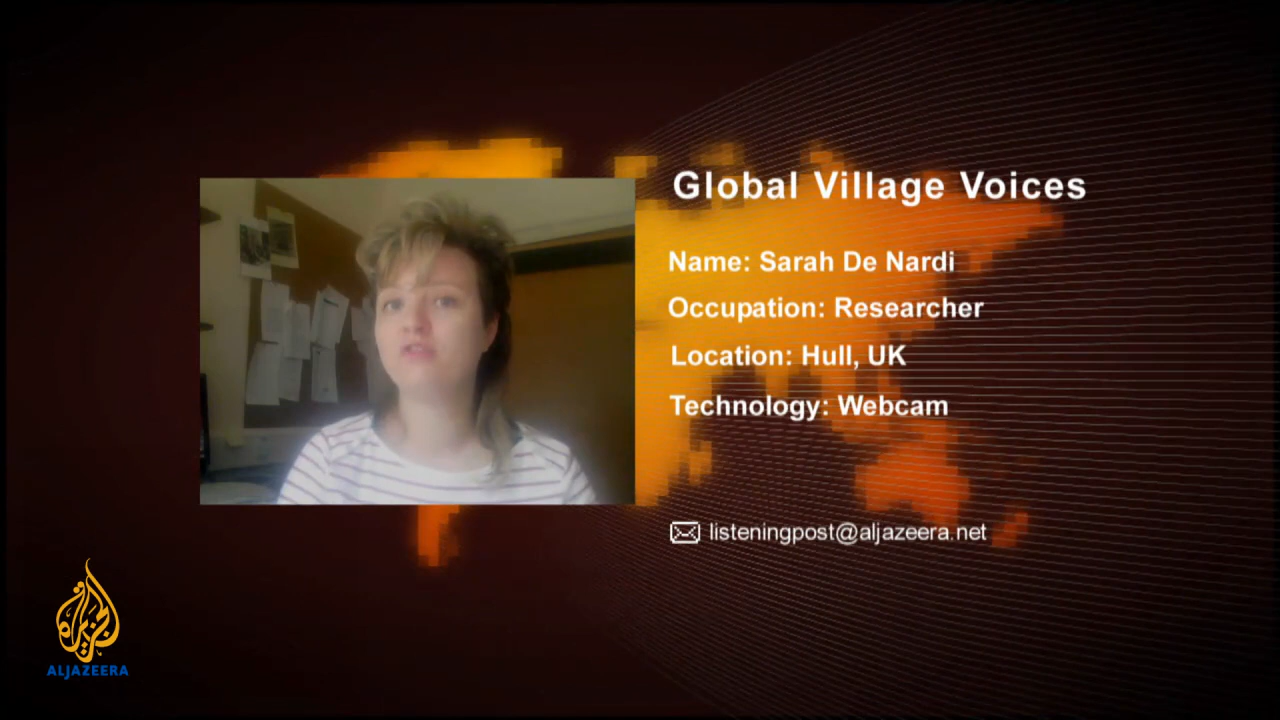 Global Village Voices
Name: Sarah De Nardi
Occupation: Researcher
Location: Hull, UK
Technology: Webcam
listeningpost@aljazeera.net
الجزيرة
ALJAZEERA